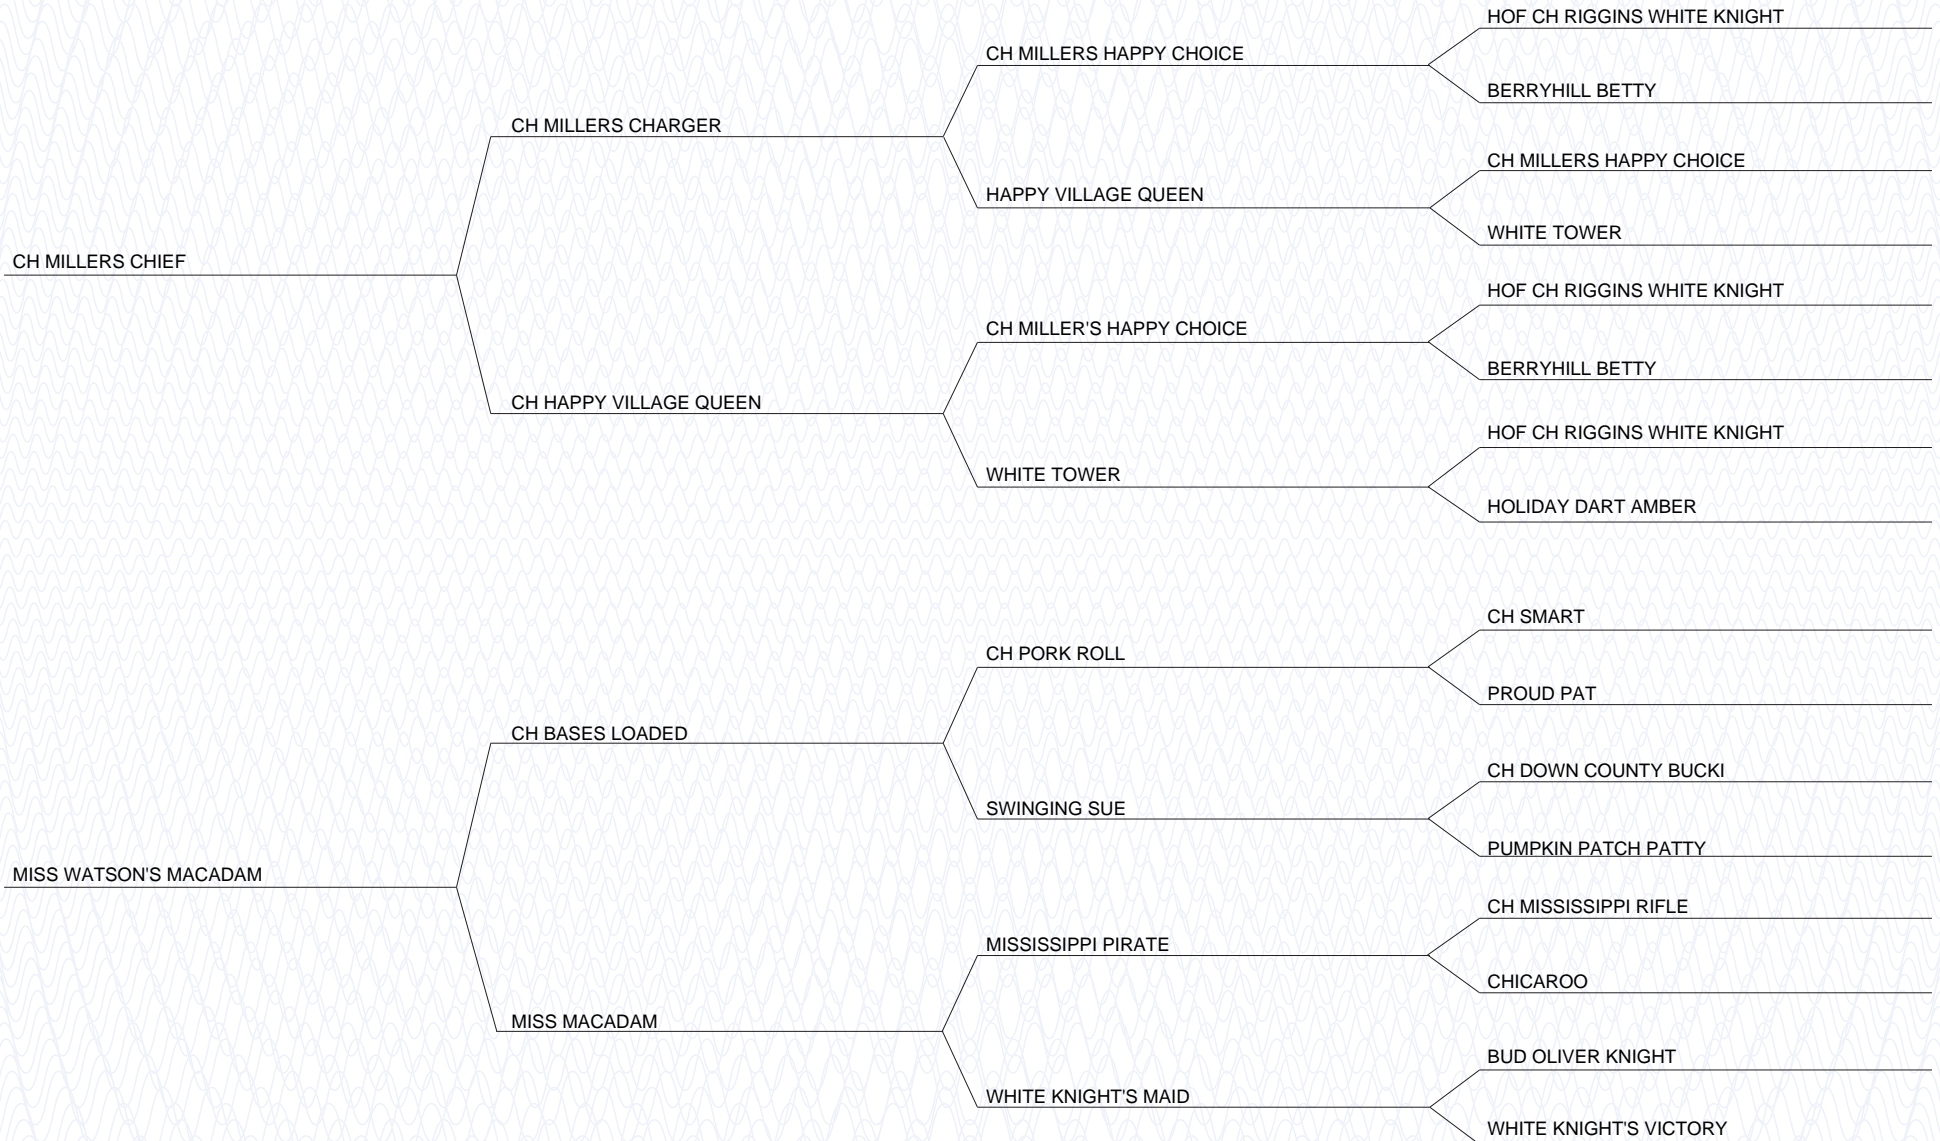 HOF CH RIGGINS WHITE KNIGHT
CH MILLERS HAPPY CHOICE
BERRYHILL BETTY
CH MILLERS CHARGER
CH MILLERS HAPPY CHOICE
HAPPY VILLAGE QUEEN
WHITE TOWER
CH MILLERS CHIEF
HOF CH RIGGINS WHITE KNIGHT
CH MILLER'S HAPPY CHOICE
BERRYHILL BETTY
CH HAPPY VILLAGE QUEEN
HOF CH RIGGINS WHITE KNIGHT
WHITE TOWER
HOLIDAY DART AMBER
CH SMART
CH PORK ROLL
PROUD PAT
CH BASES LOADED
CH DOWN COUNTY BUCKI
SWINGING SUE
PUMPKIN PATCH PATTY
MISS WATSON'S MACADAM
CH MISSISSIPPI RIFLE
MISSISSIPPI PIRATE
CHICAROO
MISS MACADAM
BUD OLIVER KNIGHT
WHITE KNIGHT'S MAID
WHITE KNIGHT'S VICTORY